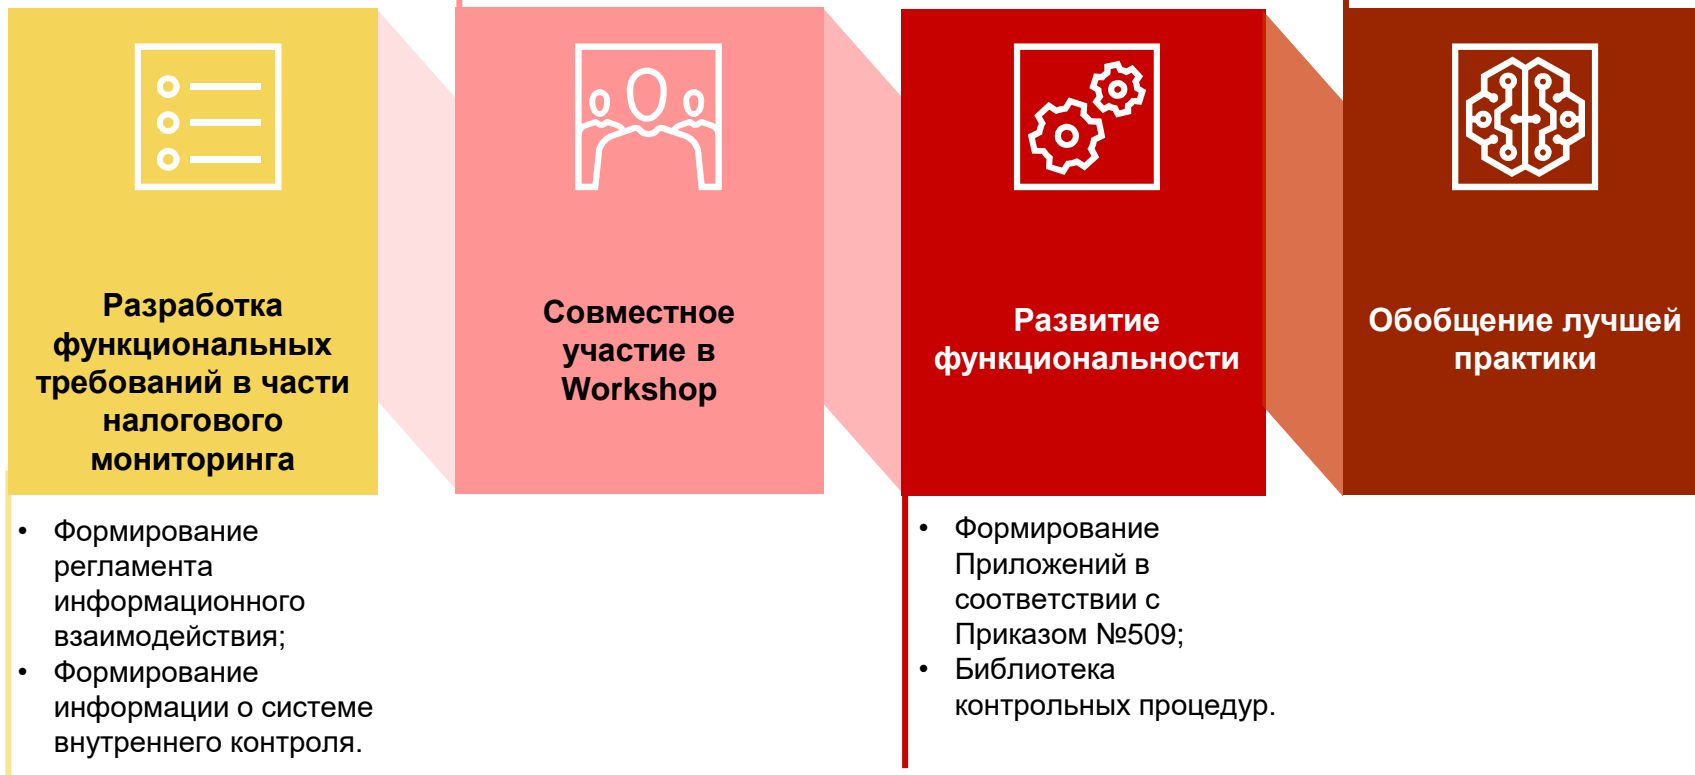 Разработка
функциональных
требований в части
налогового
мониторинга
• Формирование
регламента
информационного
взаимодействия;
• Формирование
информации о системе
внутреннего контроля.
Совместное
участие в
Workshop
Развитие
функциональности
• Формирование
Приложений в
соответствии с
Приказом №509;
• Библиотека
контрольных процедур.
Обобщение лучшей
практики